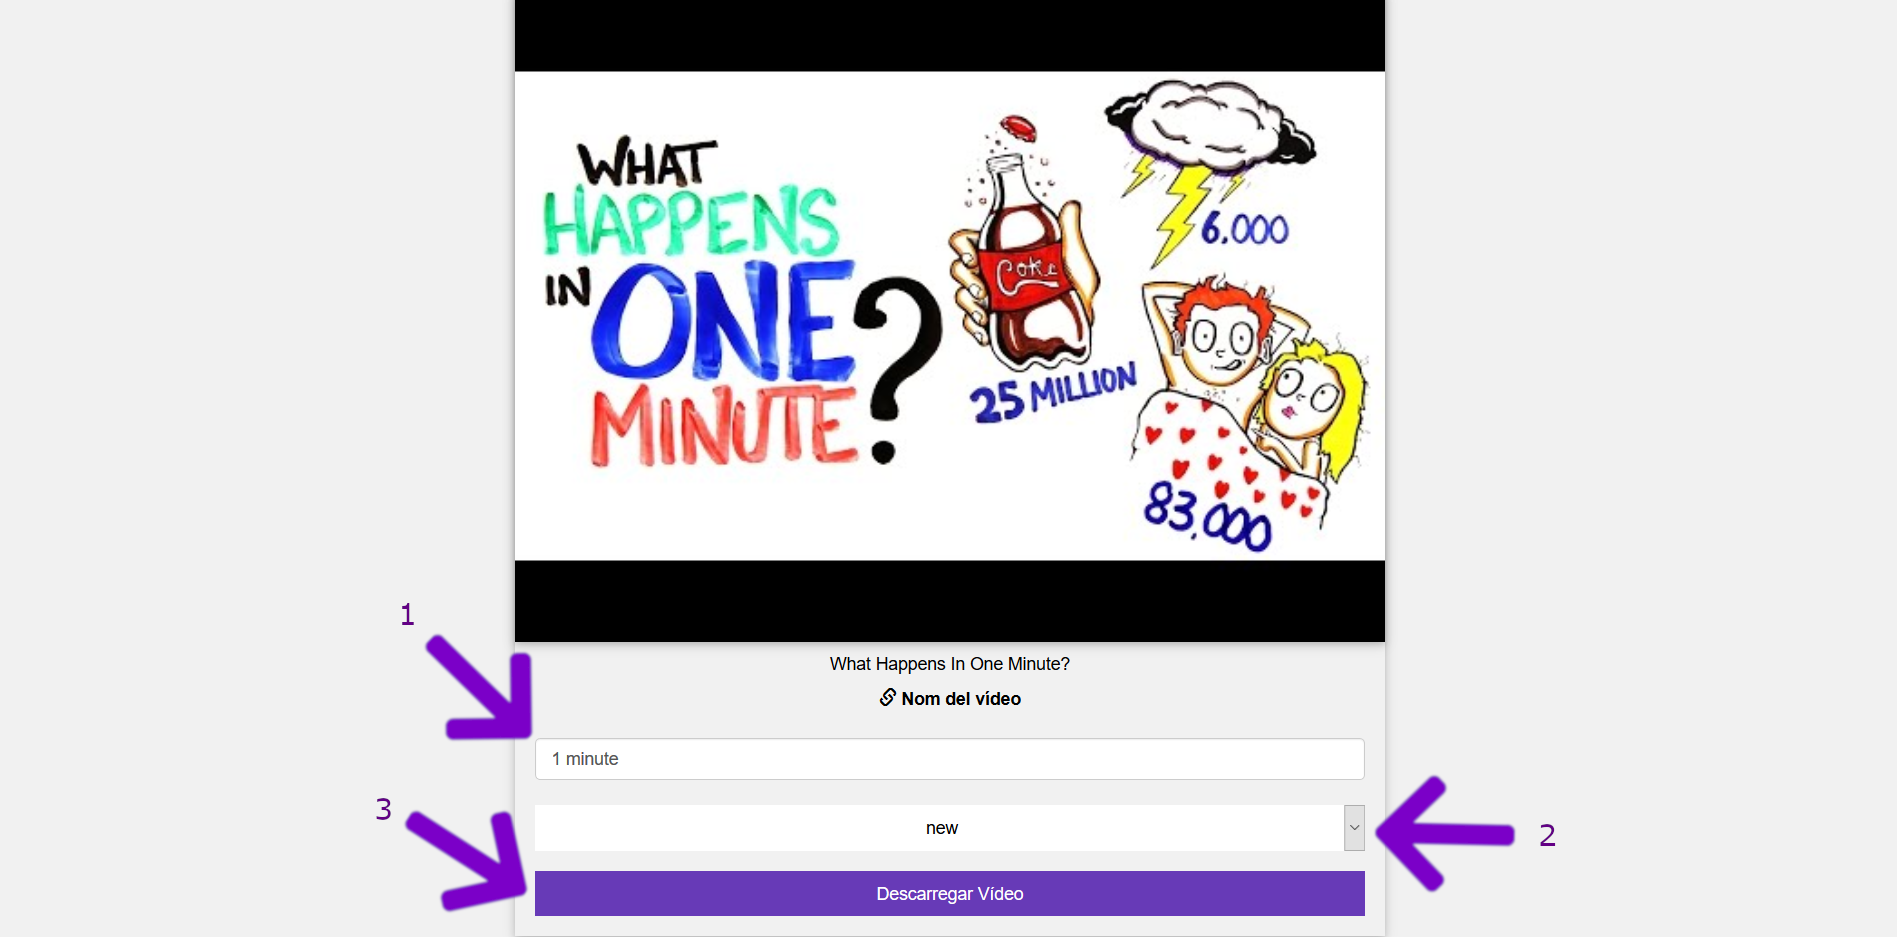 WHAT
HAPPENS
IN ONE
MINUTE?
Coke
25 MILLION
6,000
83,000
1
What Happens In One Minute?
Nom del vídeo
1 minute
3
new
2
Descarregar Vídeo